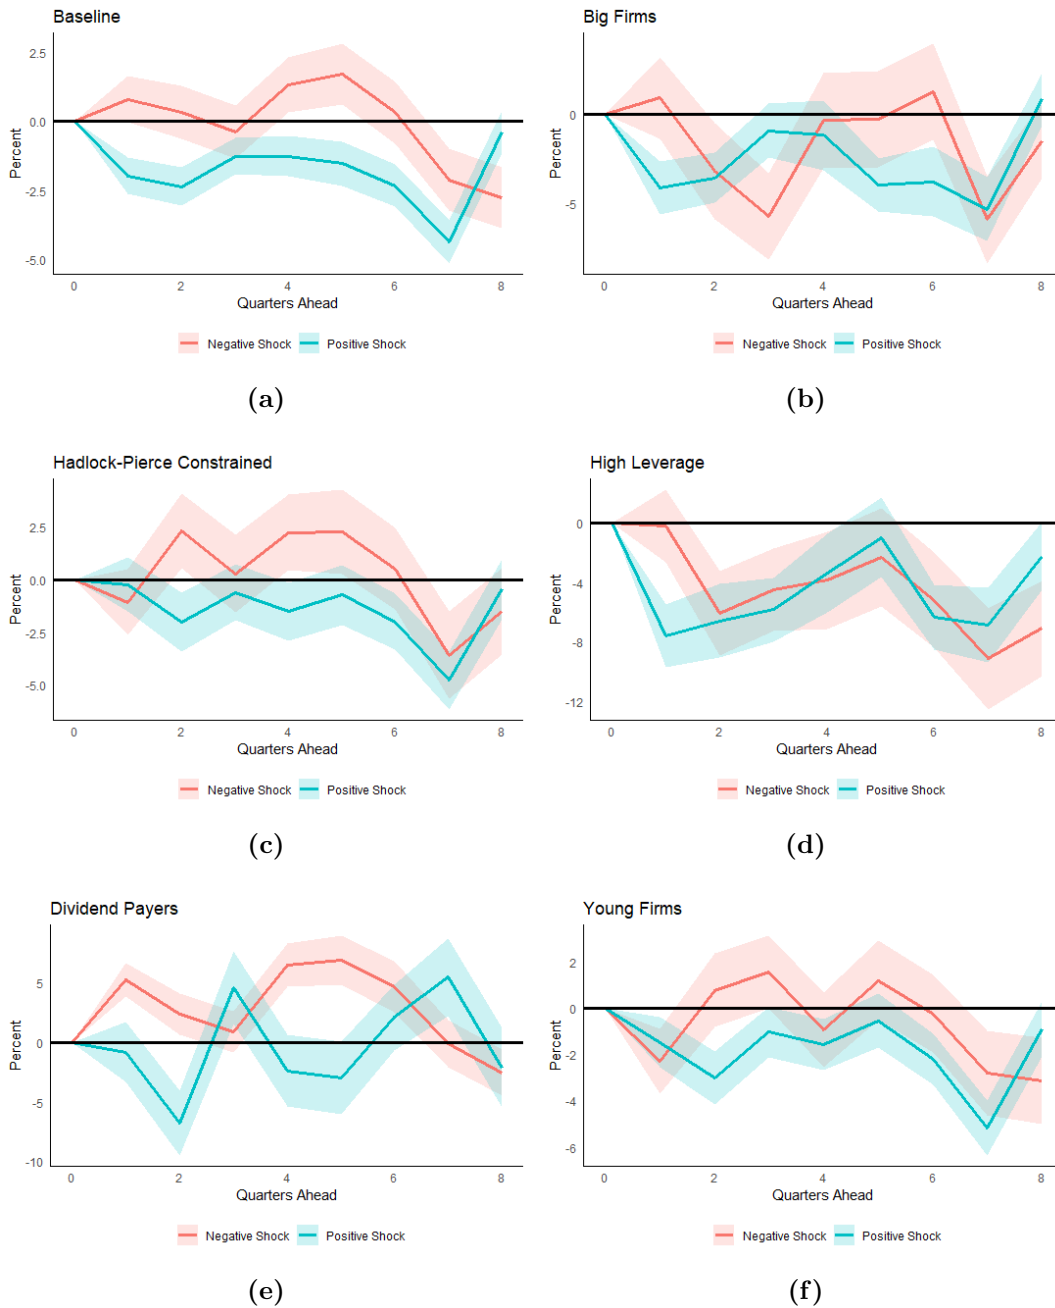 Baseline
Percent
2.5
0.0
-2.5
-5.0
0 2 4 6 8
Quarters Ahead
Negative Shock Positive Shock
(a)
Big Firms
Percent
0
-5
0 2 4 6 8
Quarters Ahead
Negative Shock Positive Shock
(b)
Hadlock-Pierce Constrained
Percent
2.5
0.0
-2.5
-5.0
0 2 4 6 8
Quarters Ahead
Negative Shock Positive Shock
(c)
High Leverage
Percent
0
-4
-8
-12
0 2 4 6 8
Quarters Ahead
Negative Shock Positive Shock
(d)
Dividend Payers
Percent
5
0
-5
-10
0 2 4 6 8
Quarters Ahead
Negative Shock Positive Shock
(e)
Young Firms
Percent
2
0
-2
-4
-6
0 2 4 6 8
Quarters Ahead
Negative Shock Positive Shock
(f)